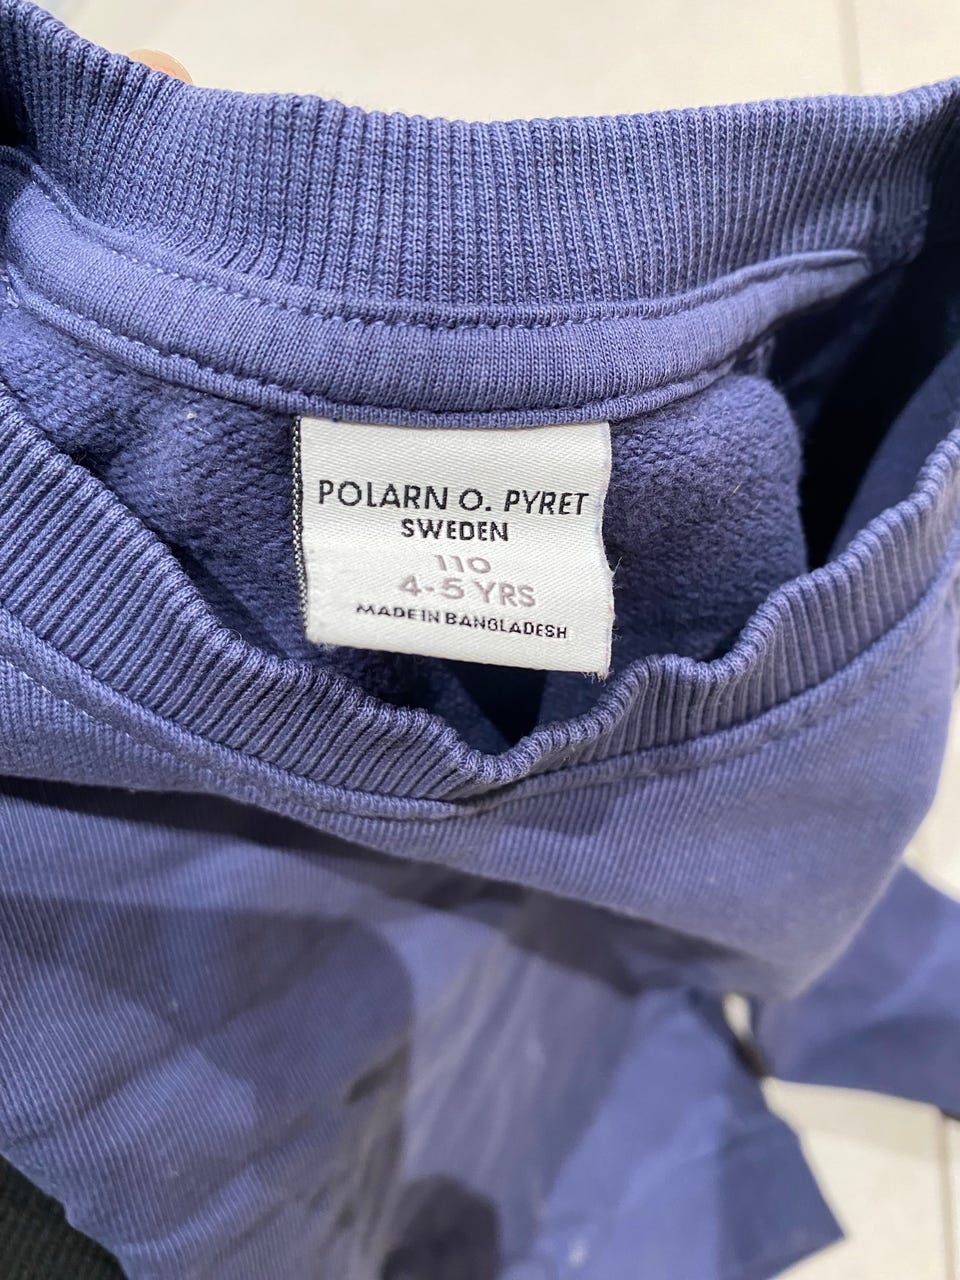 POLARN O. PYRET
SWEDEN
110
4-5 YRS
MADE IN BANGLADESH